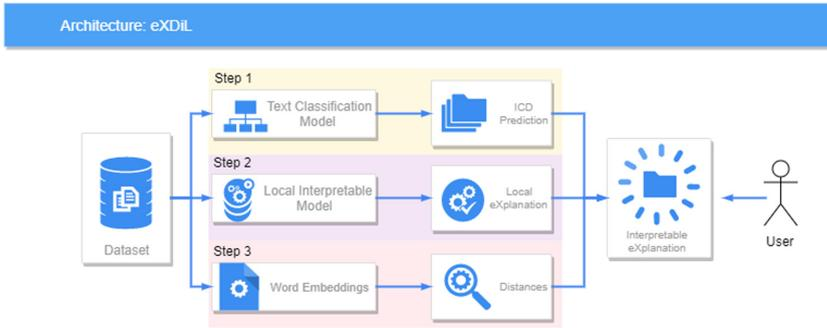 Architecture: eXDiL
Step 1
Text Classification
Model
ICD
Prediction
Step 2
Local Interpretable
Model
Local
eXplanation
Step 3
Word Embeddings
Distances
Dataset
Interpretable
eXplanation
User